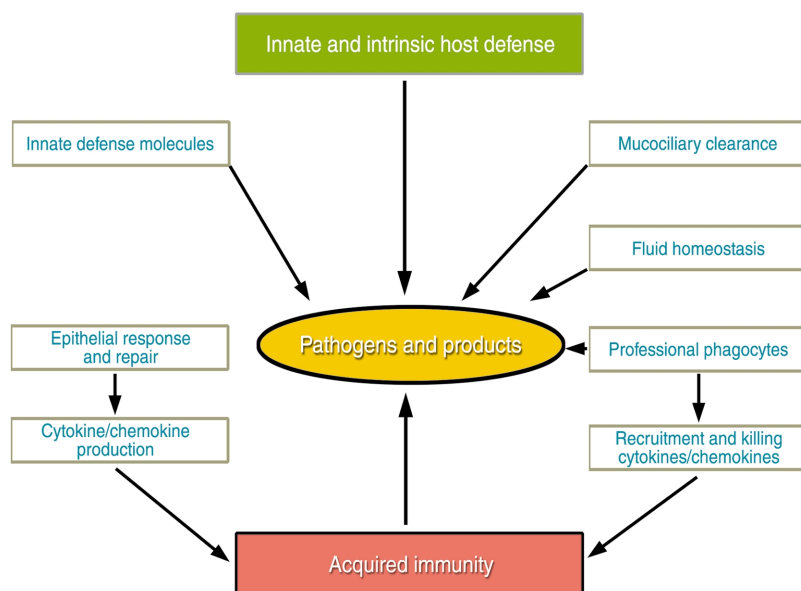 Innate and intrinsic host defense
Innate defense molecules
Mucociliary clearance
Fluid homeostasis
Epithelial response
and repair
Pathogens and products
Professional phagocytes
Cytokine/chemokine
production
Recruitment and killing
cytokines/chemokines
Acquired immunity